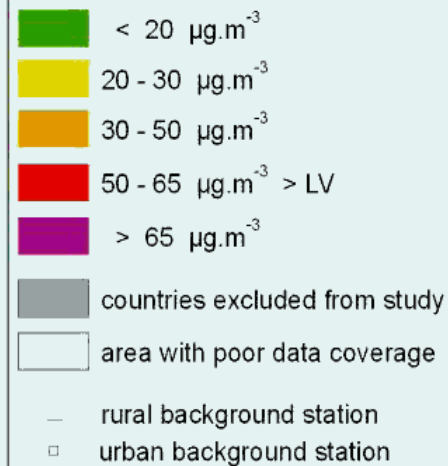 < 20 µg.m-3
20 - 30 µg.m-3
30 - 50 µg.m-3
50 - 65 µg.m-3 > LV
> 65 µg.m-3
countries excluded from study
area with poor data coverage
rural background station
urban background station